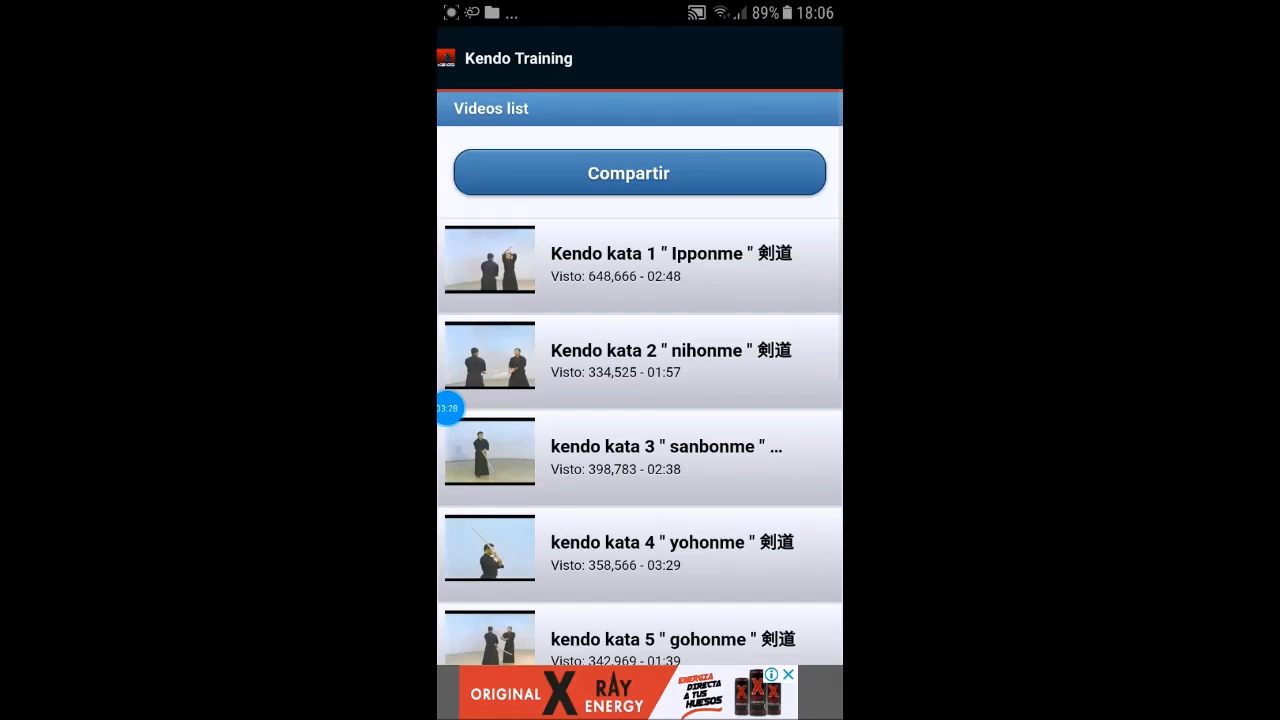 ... 89% 18:06
Kendo Training
Videos list
Compartir
Kendo kata 1 " Ipponme " 剣道
Visto: 648,666 - 02:48
Kendo kata 2 " nihonme " 剣道
Visto: 334,525 - 01:57
03:28
kendo kata 3 " sanbonme " ...
Visto: 398,783 - 02:38
kendo kata 4 " yohonme " 剣道
Visto: 358,566 - 03:29
kendo kata 5 " gohonme " 剣道
Visto: 342,969 - 01:39
ORIGINAL X RAY ENERGY
ENERGIA
DIRECTA
A TUS
HUESOS